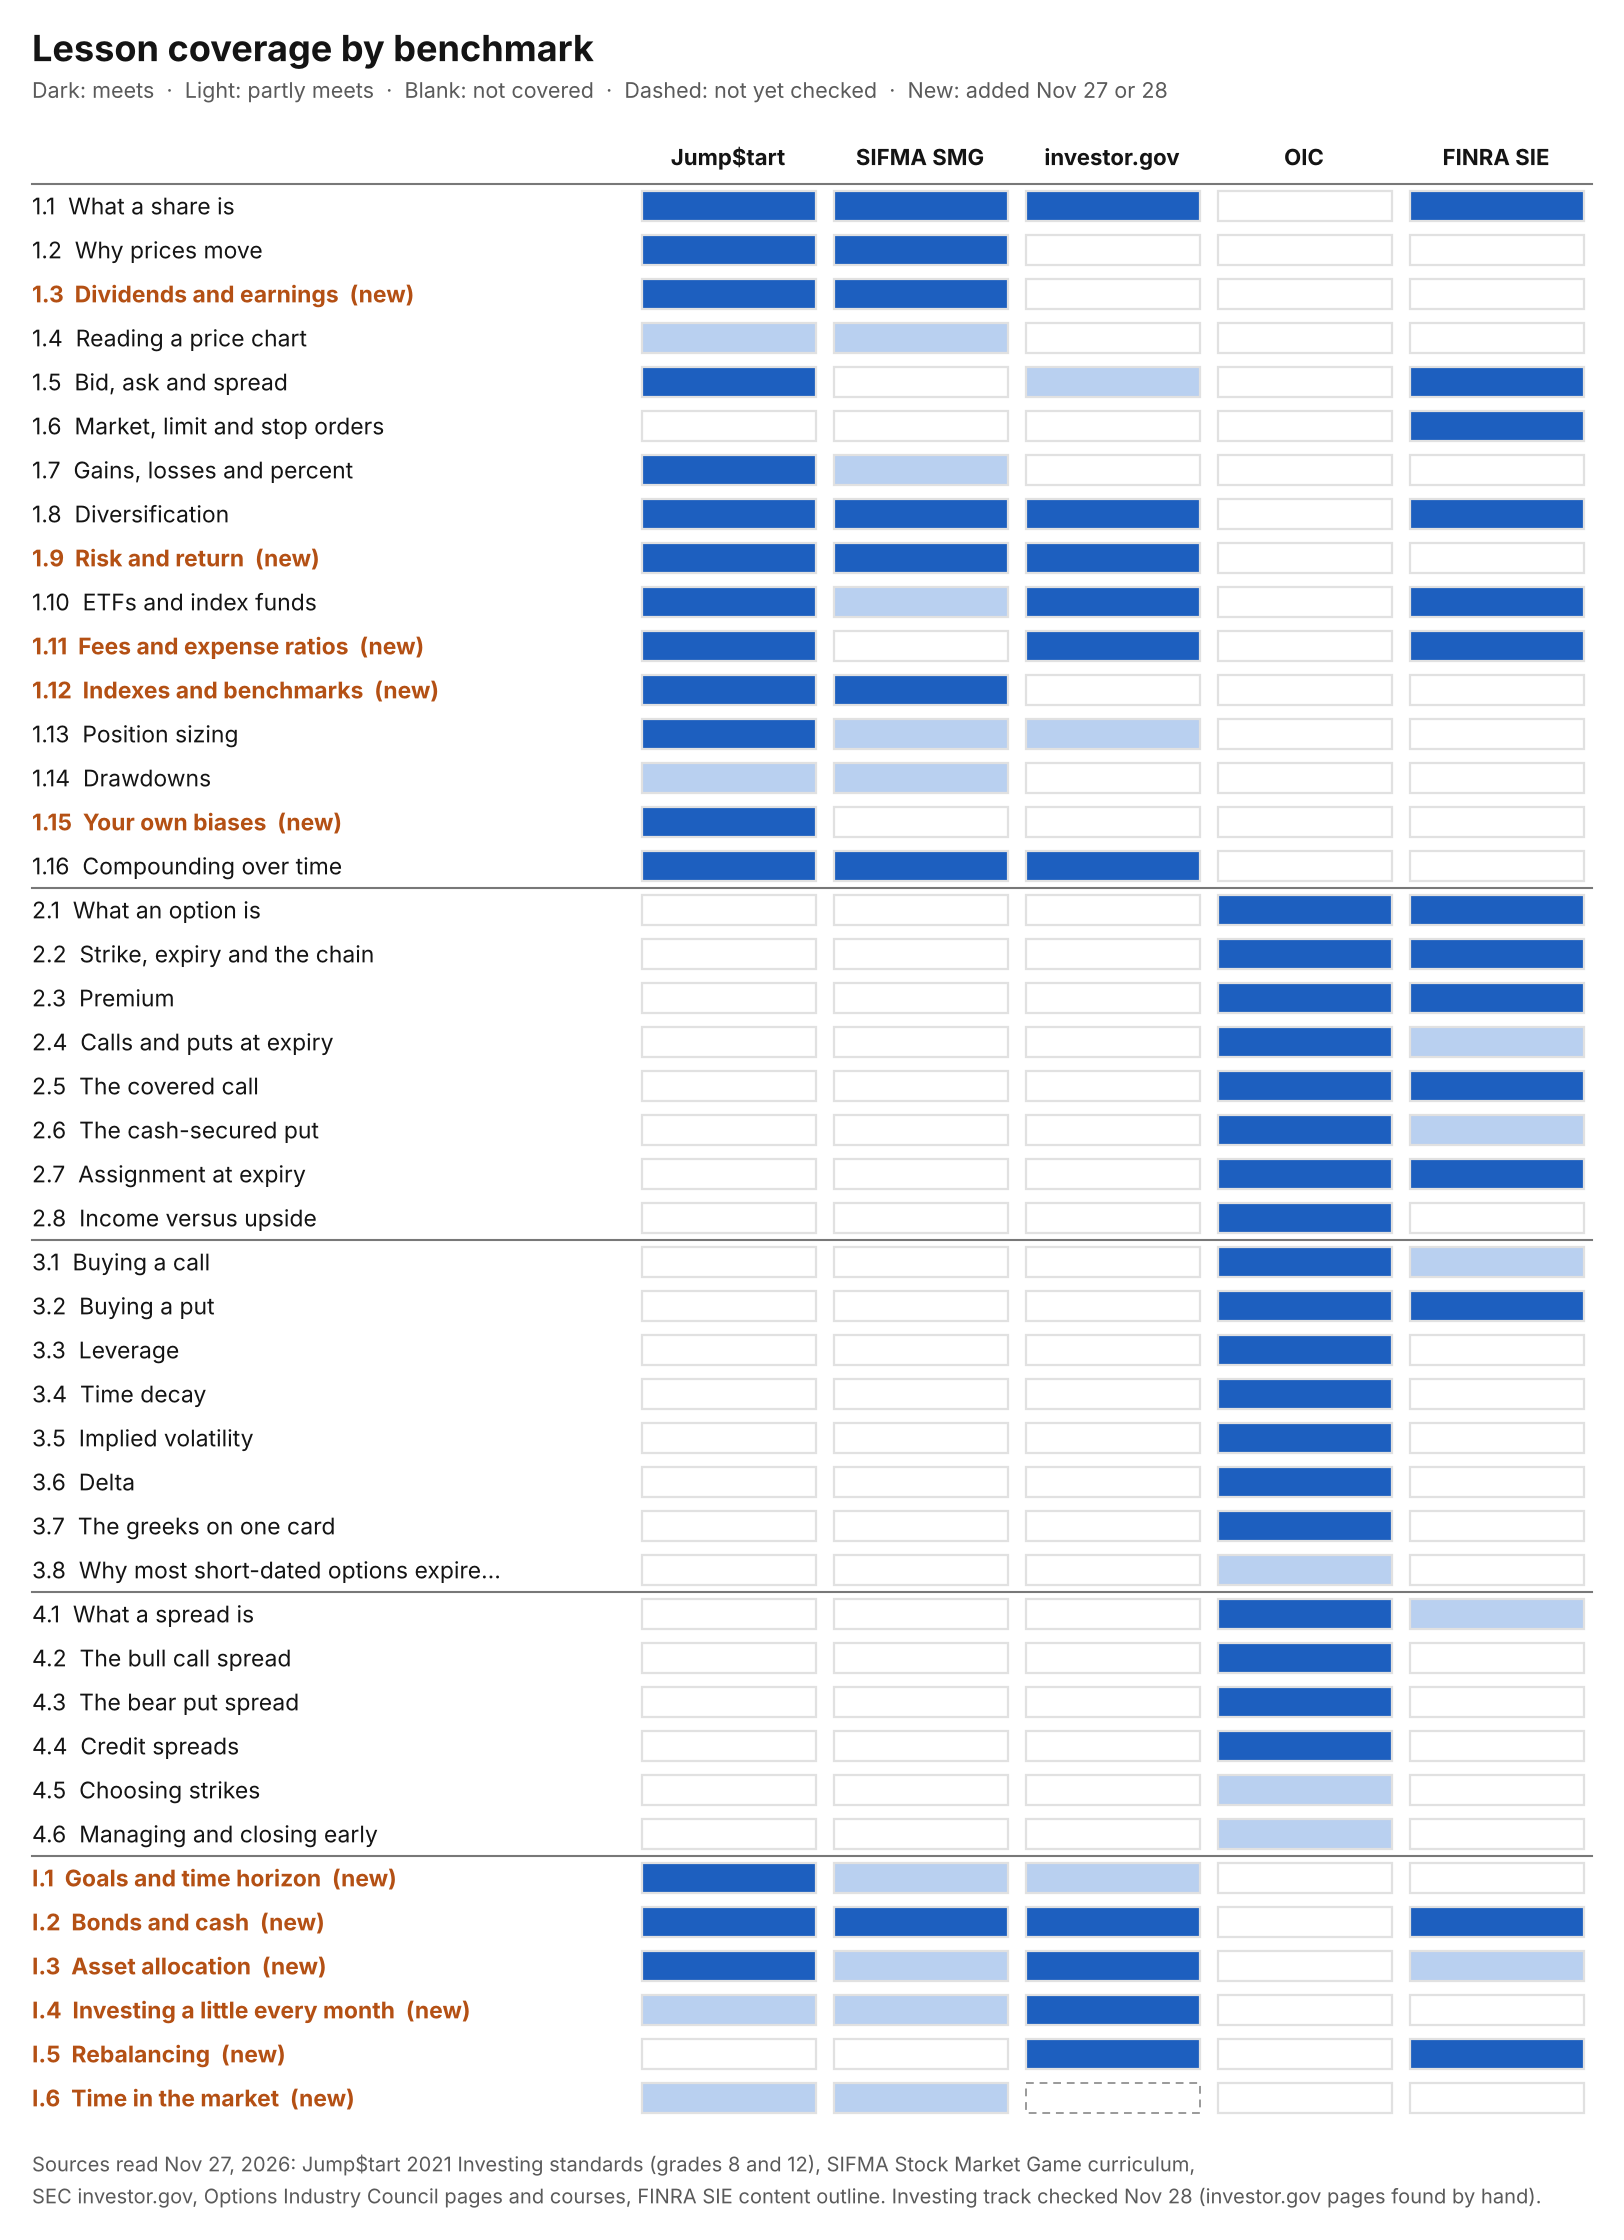 Lesson coverage by benchmark
Dark: meets · Light: partly meets · Blank: not covered · Dashed: not yet checked · New: added Nov 27 or 28
Jump$tart SIFMA SMG investor.gov OIC FINRA SIE
1.1 What a share is
1.2 Why prices move
1.3 Dividends and earnings (new)
1.4 Reading a price chart
1.5 Bid, ask and spread
1.6 Market, limit and stop orders
1.7 Gains, losses and percent
1.8 Diversification
1.9 Risk and return (new)
1.10 ETFs and index funds
1.11 Fees and expense ratios (new)
1.12 Indexes and benchmarks (new)
1.13 Position sizing
1.14 Drawdowns
1.15 Your own biases (new)
1.16 Compounding over time
2.1 What an option is
2.2 Strike, expiry and the chain
2.3 Premium
2.4 Calls and puts at expiry
2.5 The covered call
2.6 The cash-secured put
2.7 Assignment at expiry
2.8 Income versus upside
3.1 Buying a call
3.2 Buying a put
3.3 Leverage
3.4 Time decay
3.5 Implied volatility
3.6 Delta
3.7 The greeks on one card
3.8 Why most short-dated options expire...
4.1 What a spread is
4.2 The bull call spread
4.3 The bear put spread
4.4 Credit spreads
4.5 Choosing strikes
4.6 Managing and closing early
I.1 Goals and time horizon (new)
I.2 Bonds and cash (new)
I.3 Asset allocation (new)
I.4 Investing a little every month (new)
I.5 Rebalancing (new)
I.6 Time in the market (new)
Sources read Nov 27, 2026: Jump$tart 2021 Investing standards (grades 8 and 12), SIFMA Stock Market Game curriculum,
SEC investor.gov, Options Industry Council pages and courses, FINRA SIE content outline. Investing track checked Nov 28 (investor.gov pages found by hand).